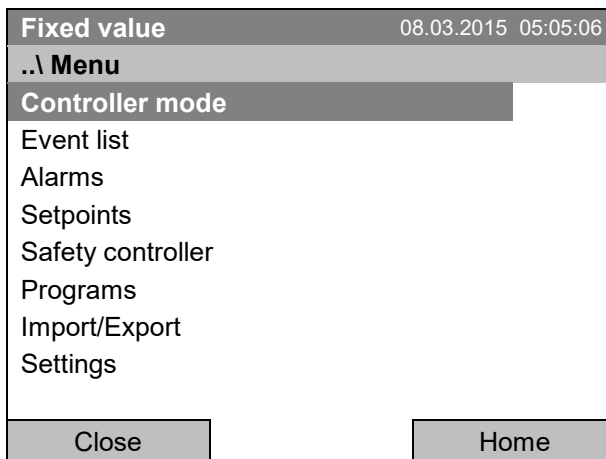 Fixed value 08.03.2015 05:05:06
..\ Menu
Controller mode
Event list
Alarms
Setpoints
Safety controller
Programs
Import/Export
Settings
Close Home